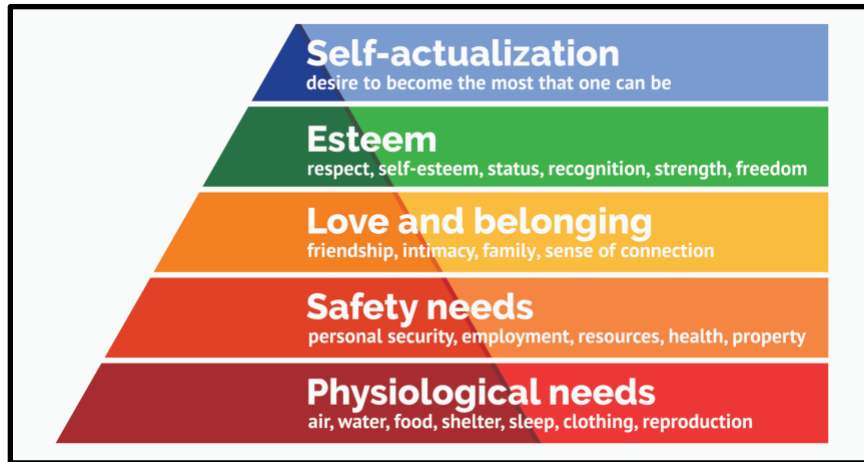 Self-actualization
desire to become the most that one can be
Esteem
respect, self-esteem, status, recognition, strength, freedom
Love and belonging
friendship, intimacy, family, sense of connection
Safety needs
personal security, employment, resources, health, property
Physiological needs
air, water, food, shelter, sleep, clothing, reproduction